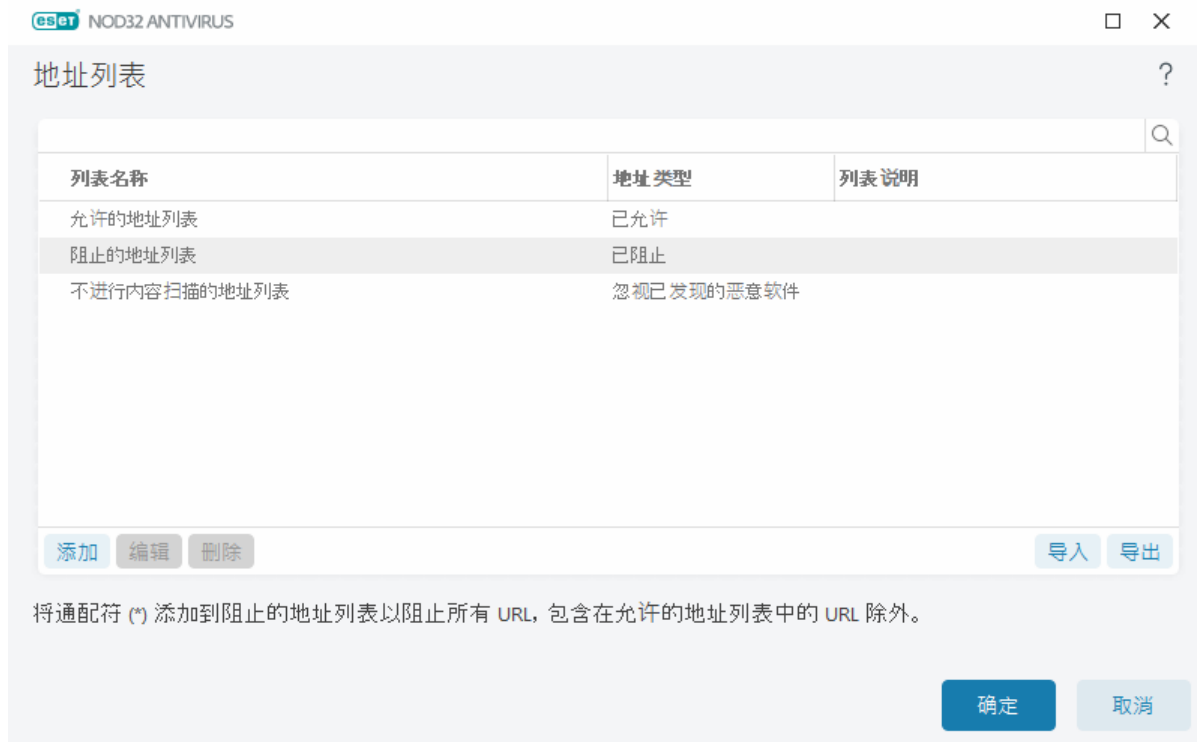 eset NOD32 ANTIVIRUS
地址列表 ?
列表名称 地址类型 列表说明
允许的地址列表 已允许
阻止的地址列表 已阻止
不进行内容扫描的地址列表 忽视已发现的恶意软件
添加 编辑 删除 导入 导出
将通配符 (*) 添加到阻止的地址列表以阻止所有 URL, 包含在允许的地址列表中的 URL 除外。
确定 取消